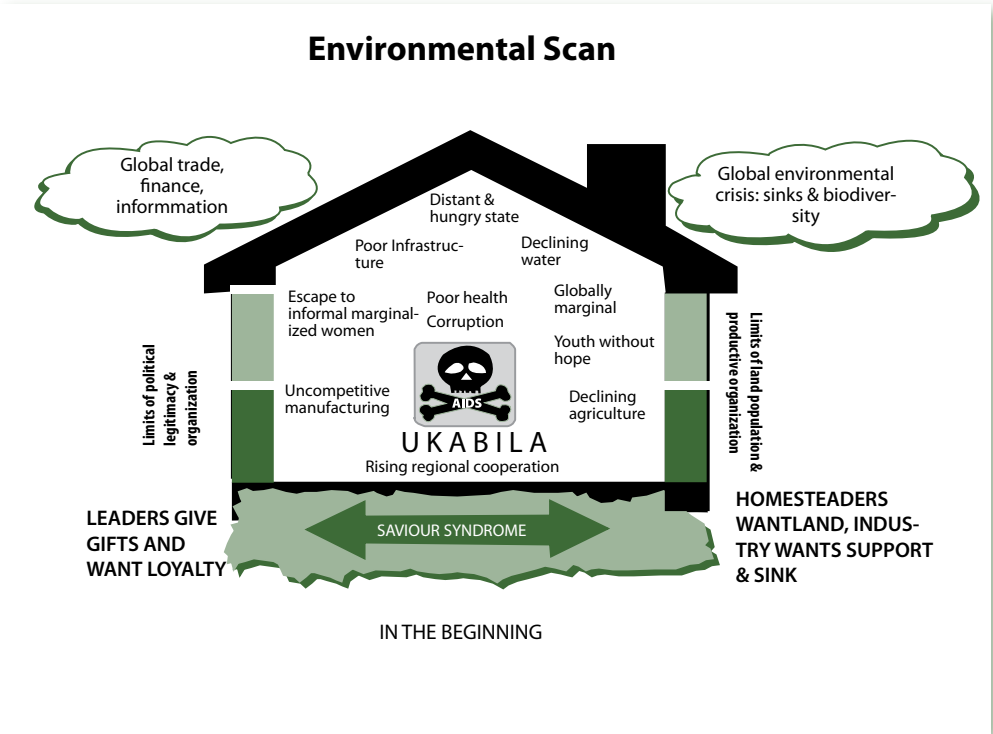 Environmental Scan
Global trade,
finance,
informmation
Global environmental
crisis: sinks & biodiver-
sity
Distant &
hungry state
Poor Infrastruc-
ture
Declining
water
Escape to
informal marginal-
ized women
Poor health
Corruption
Globally
marginal
Youth without
hope
Uncompetitive
manufacturing
AIDS
Declining
agriculture
UKABILA
Rising regional cooperation
Limits of political
legitimacy &
organization
Limits of land population &
productive organization
LEADERS GIVE
GIFTS AND
WANT LOYALTY
SAVIOUR SYNDROME
HOMESTEADERS
WANTLAND, INDUS-
TRY WANTS SUPPORT
& SINK
IN THE BEGINNING